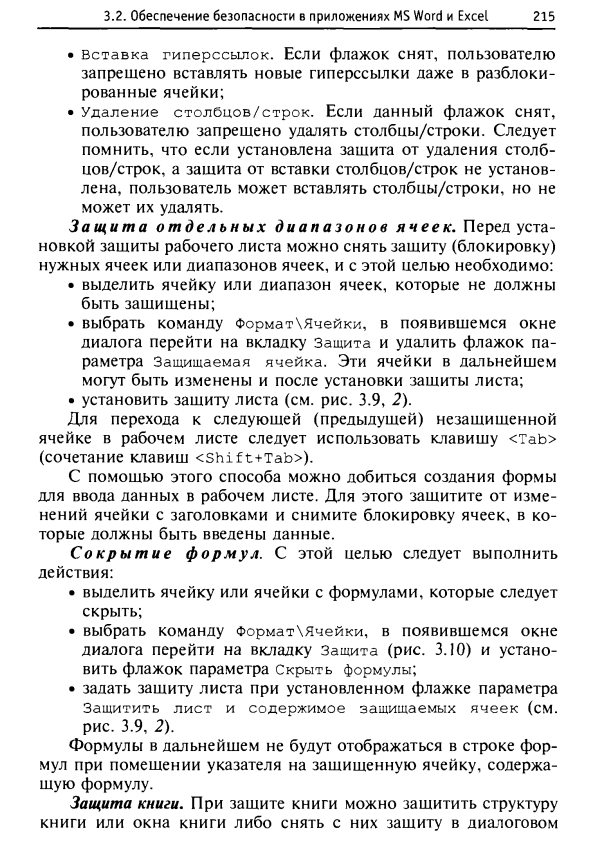 3.2. Обеспечение безопасности в приложениях MS Word и Excel 215
• Вставка гиперссылок. Если флажок снят, пользователю
запрещено вставлять новые гиперссылки даже в разблоки-
рованные ячейки;
• Удаление столбцов/строк. Если данный флажок снят,
пользователю запрещено удалять столбцы/строки. Следует
помнить, что если установлена защита от удаления столб-
цов/строк, а защита от вставки столбцов/строк не установ-
лена, пользователь может вставлять столбцы/строки, но не
может их удалять.
Защита отдельных диапазонов ячеек. Перед уста-
новкой защиты рабочего листа можно снять защиту (блокировку)
нужных ячеек или диапазонов ячеек, и с этой целью необходимо:
• выделить ячейку или диапазон ячеек, которые не должны
быть защищены;
• выбрать команду Формат\Ячейки, в появившемся окне
диалога перейти на вкладку Защита и удалить флажок па-
раметра Защищаемая ячейка. Эти ячейки в дальнейшем
могут быть изменены и после установки защиты листа;
• установить защиту листа (см. рис. 3.9, 2).
Для перехода к следующей (предыдущей) незащищенной
ячейке в рабочем листе следует использовать клавишу <Tab>
(сочетание клавиш <Shift+Tab>).
С помощью этого способа можно добиться создания формы
для ввода данных в рабочем листе. Для этого защитите от изме-
нений ячейки с заголовками и снимите блокировку ячеек, в ко-
торые должны быть введены данные.
Сокрытие формул. С этой целью следует выполнить
действия:
• выделить ячейку или ячейки с формулами, которые следует
скрыть;
• выбрать команду Формат\Ячейки, в появившемся окне
диалога перейти на вкладку Защита (рис. 3.10) и устано-
вить флажок параметра Скрыть формулы;
• задать защиту листа при установленном флажке параметра
Защитить лист и содержимое защищаемых ячеек (см.
рис. 3.9, 2).
Формулы в дальнейшем не будут отображаться в строке фор-
мул при помещении указателя на защищенную ячейку, содержа-
щую формулу.
Защита книги. При защите книги можно защитить структуру
книги или окна книги либо снять с них защиту в диалоговом